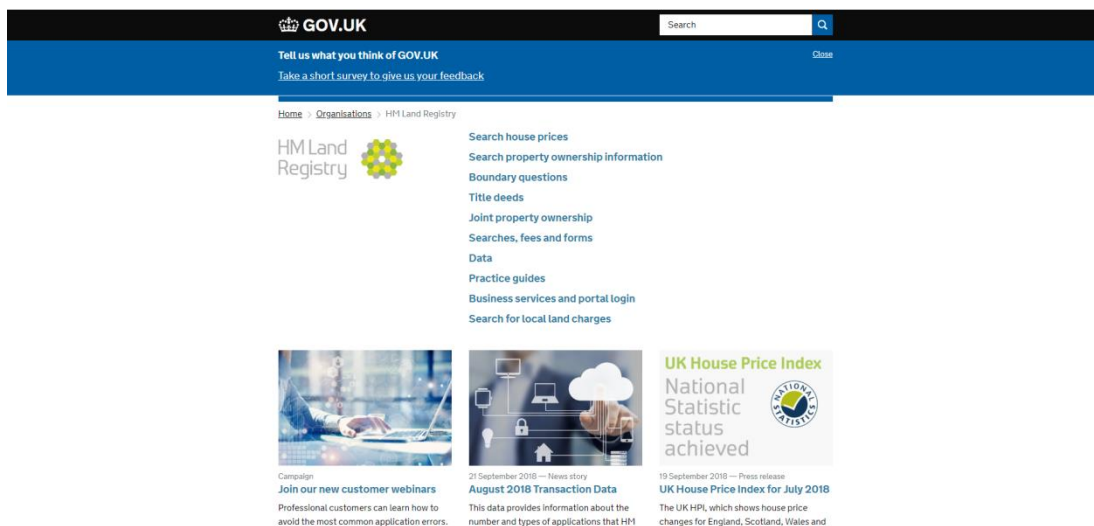 GOV.UK
Search
Tell us what you think of GOV.UK
Close
Take a short survey to give us your feedback
Home > Organisations > HM Land Registry
HM Land
Registry
Search house prices
Search property ownership information
Boundary questions
Title deeds
Joint property ownership
Searches, fees and forms
Data
Practice guides
Business services and portal login
Search for local land charges
UK House Price Index
National
Statistic
status
achieved
NATIONAL STATISTICS
Campaign
Join our new customer webinars
Professional customers can learn how to
avoid the most common application errors.
21 September 2018 — News story
August 2018 Transaction Data
This data provides information about the
number and types of applications that HM
19 September 2018 — Press release
UK House Price Index for July 2018
The UK HPI, which shows house price
changes for England, Scotland, Wales and